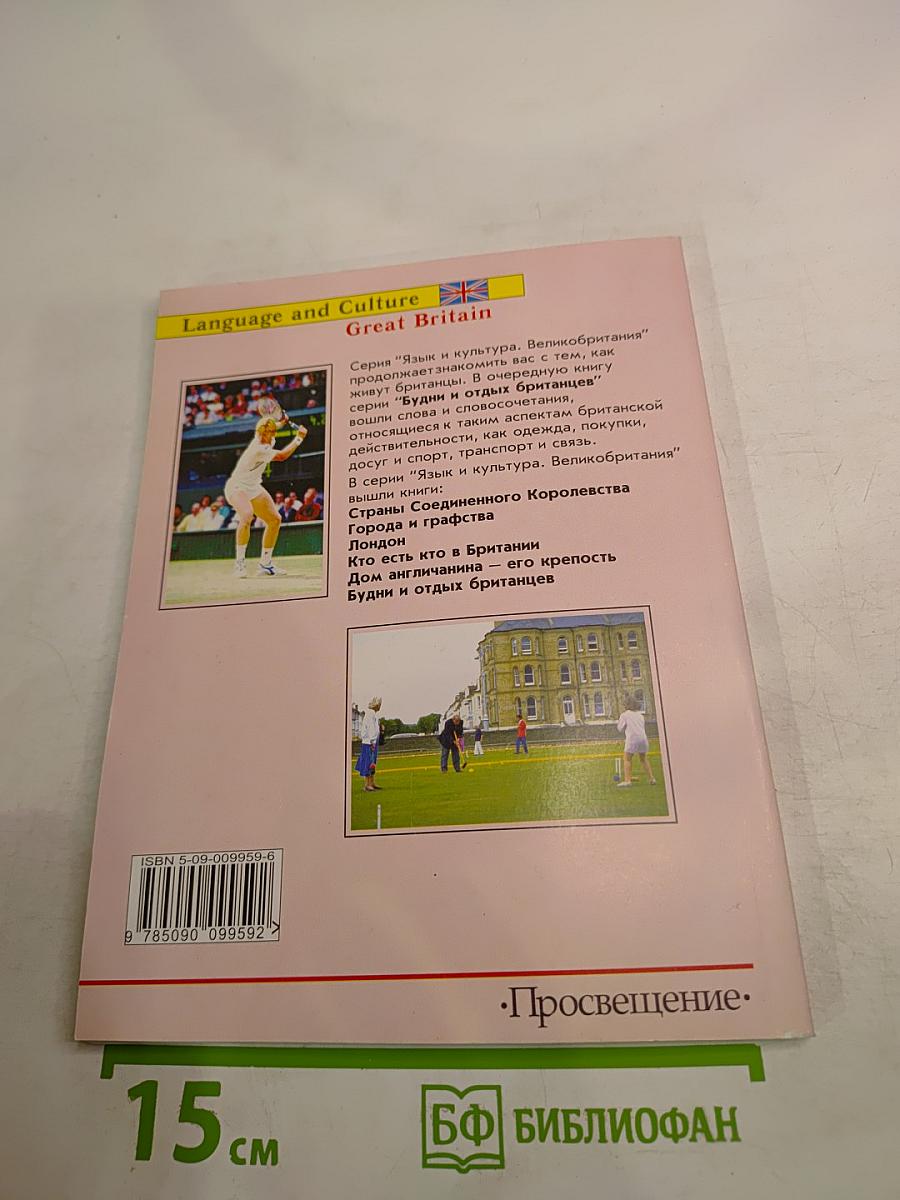 Language and Culture
Great Britain
Серия "Язык и культура. Великобритания"
продолжает знакомить вас с тем, как
живут британцы. В очередную книгу
серии "Будни и отдых британцев"
вошли слова и словосочетания,
относящиеся к таким аспектам британской
действительности, как одежда, покупки,
досуг и спорт, транспорт и связь.
В серии "Язык и культура. Великобритания"
вышли книги:
Страны Соединенного Королевства
Города и графства
Лондон
Кто есть кто в Британии
Дом англичанина — его крепость
Будни и отдых британцев
ISBN 5-09-009959-6
9 785090 099592 >
·Просвещение·
15 см
БФ БИБЛИОФАН